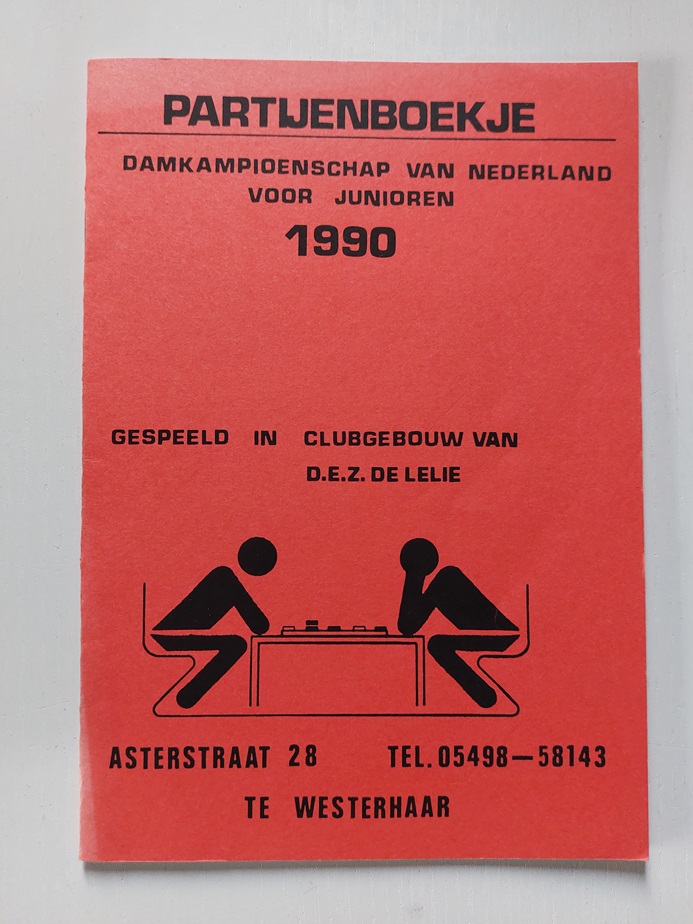 PARTIJENBOEKJE
DAMKAMPIOENSCHAP VAN NEDERLAND
VOOR JUNIOREN
1990
GESPEELD IN CLUBGEBOUW VAN
D.E.Z. DE LELIE
ASTERSTRAAT 28 TEL. 05498-58143
TE WESTERHAAR